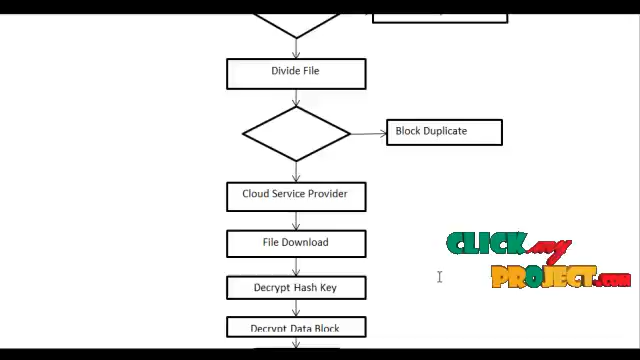 Divide File
Block Duplicate
Cloud Service Provider
File Download
Decrypt Hash Key
Decrypt Data Block
CLICK my
PROJECT.com